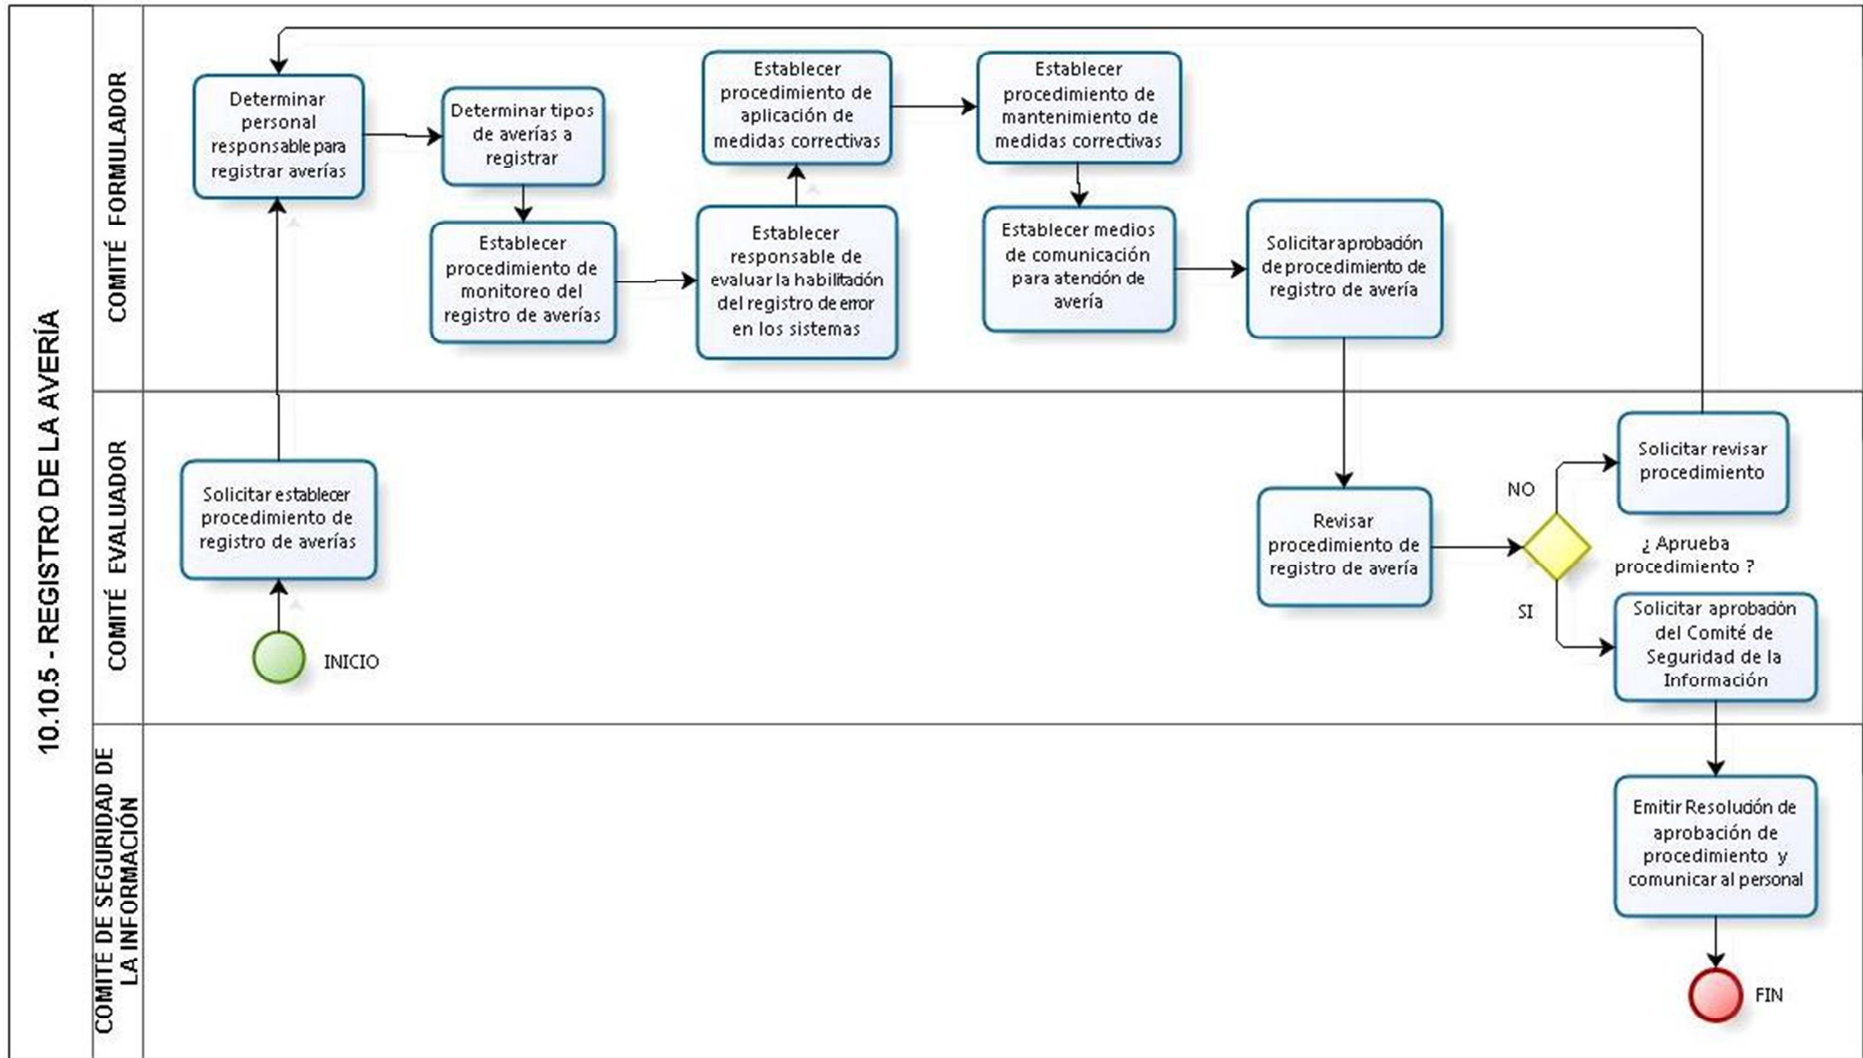 10.10.5 - REGISTRO DE LA AVERÍA
COMITÉ FORMULADOR
Determinar
personal
responsable para
registrar averías
Determinar tipos
de averías a
registrar
Establecer
procedimiento de
monitoreo del
registro de averías
Establecer
responsable de
evaluar la habilitación
del registro de error
en los sistemas
Establecer
procedimiento de
aplicación de
medidas correctivas
Establecer
procedimiento de
mantenimiento de
medidas correctivas
Establecer medios
de comunicación
para atención de
avería
Solicitar aprobación
de procedimiento de
registro de avería
COMITÉ EVALUADOR
Solicitar establecer
procedimiento de
registro de averías
INICIO
Revisar
procedimiento de
registro de avería
NO
SI
¿ Aprueba
procedimiento ?
Solicitar revisar
procedimiento
Solicitar aprobación
del Comité de
Seguridad de la
Información
COMITE DE SEGURIDAD DE
LA INFORMACIÓN
Emitir Resolución de
aprobación de
procedimiento y
comunicar al personal
FIN